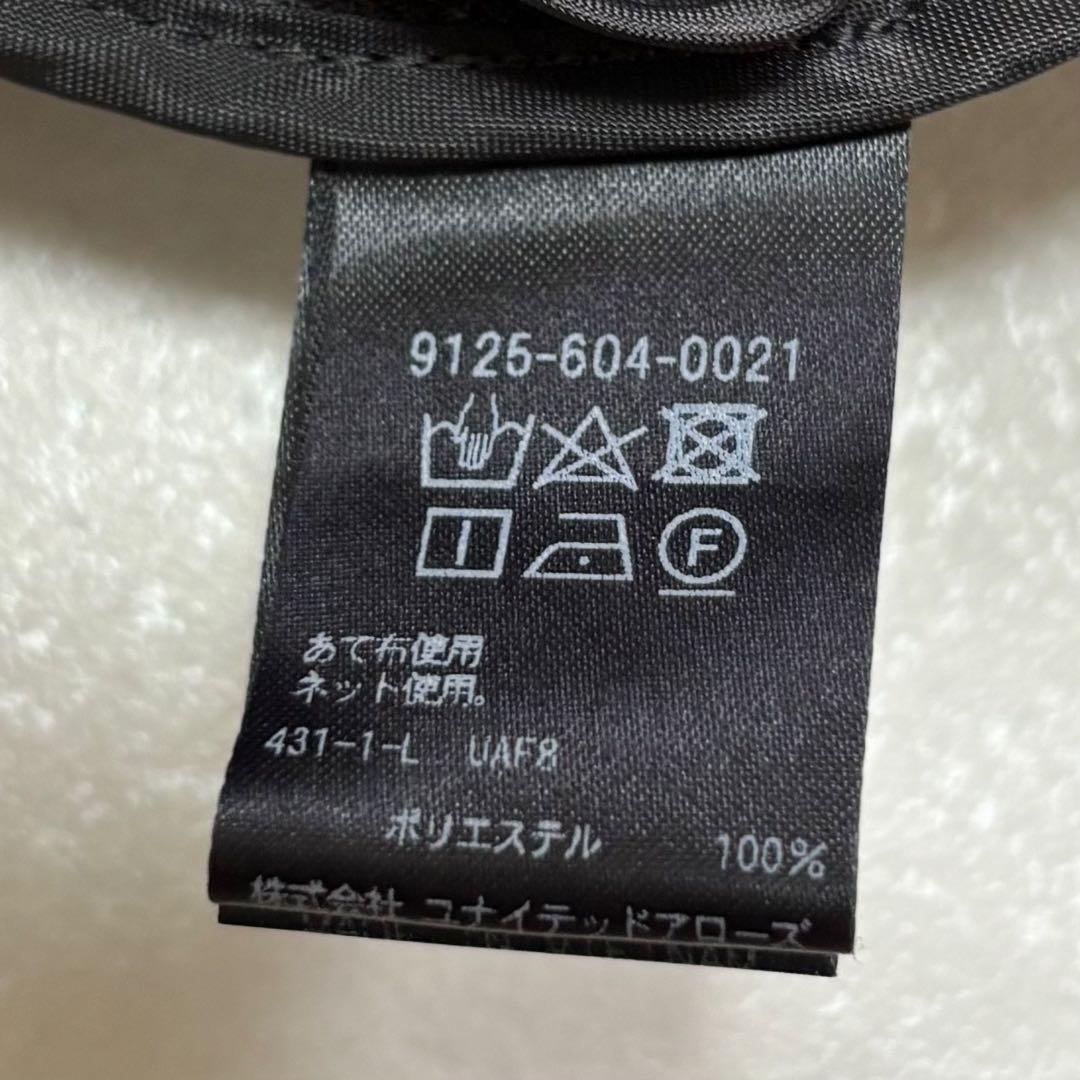 9125-604-0021
F
あて布使用
ネット使用。
431-1-L UAF8
ポリエステル 100%
株式会社 ユナイテッドアローズ